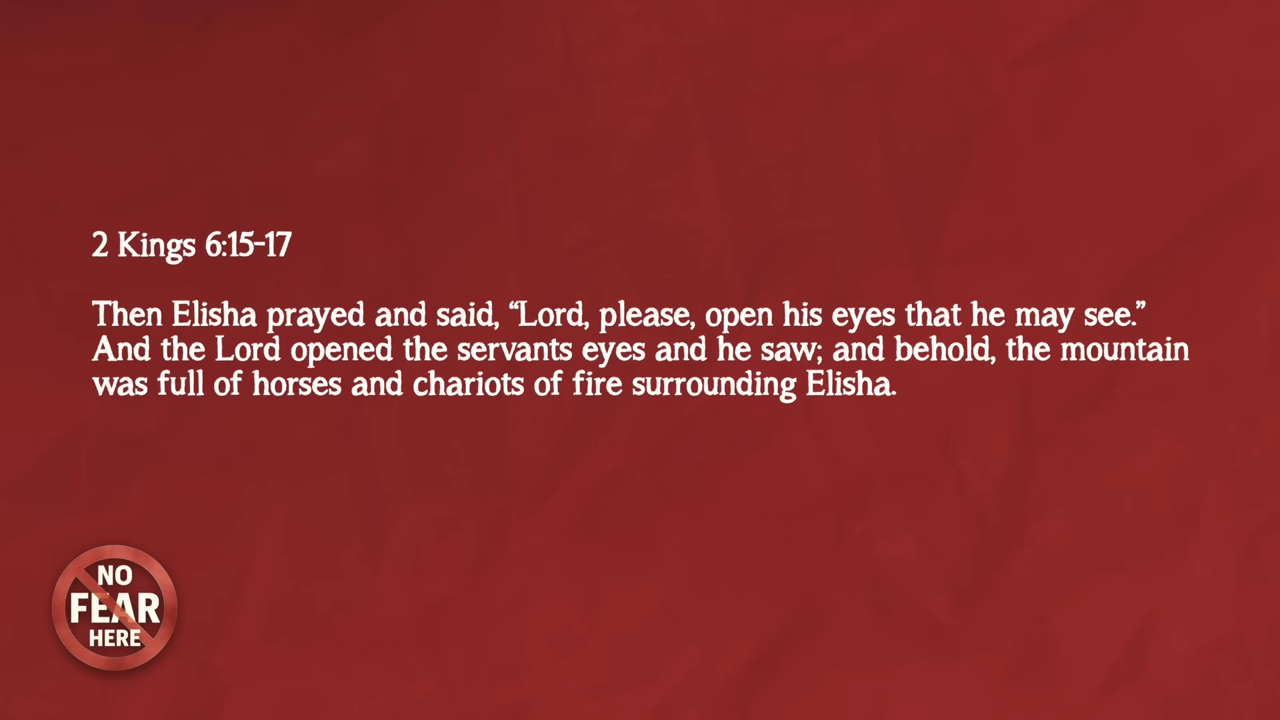 2 Kings 6:15-17
Then Elisha prayed and said, “Lord, please, open his eyes that he may see.”
And the Lord opened the servants eyes and he saw; and behold, the mountain
was full of horses and chariots of fire surrounding Elisha.
NO
FEAR
HERE